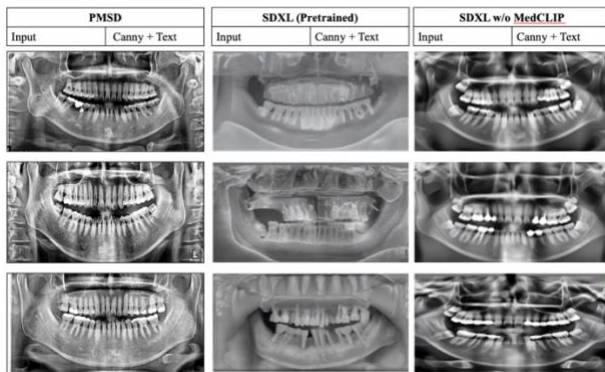 PMSD
Input Canny + Text
SDXL (Pretrained)
Input Canny + Text
SDXL w/o MedCLIP
Input Canny + Text